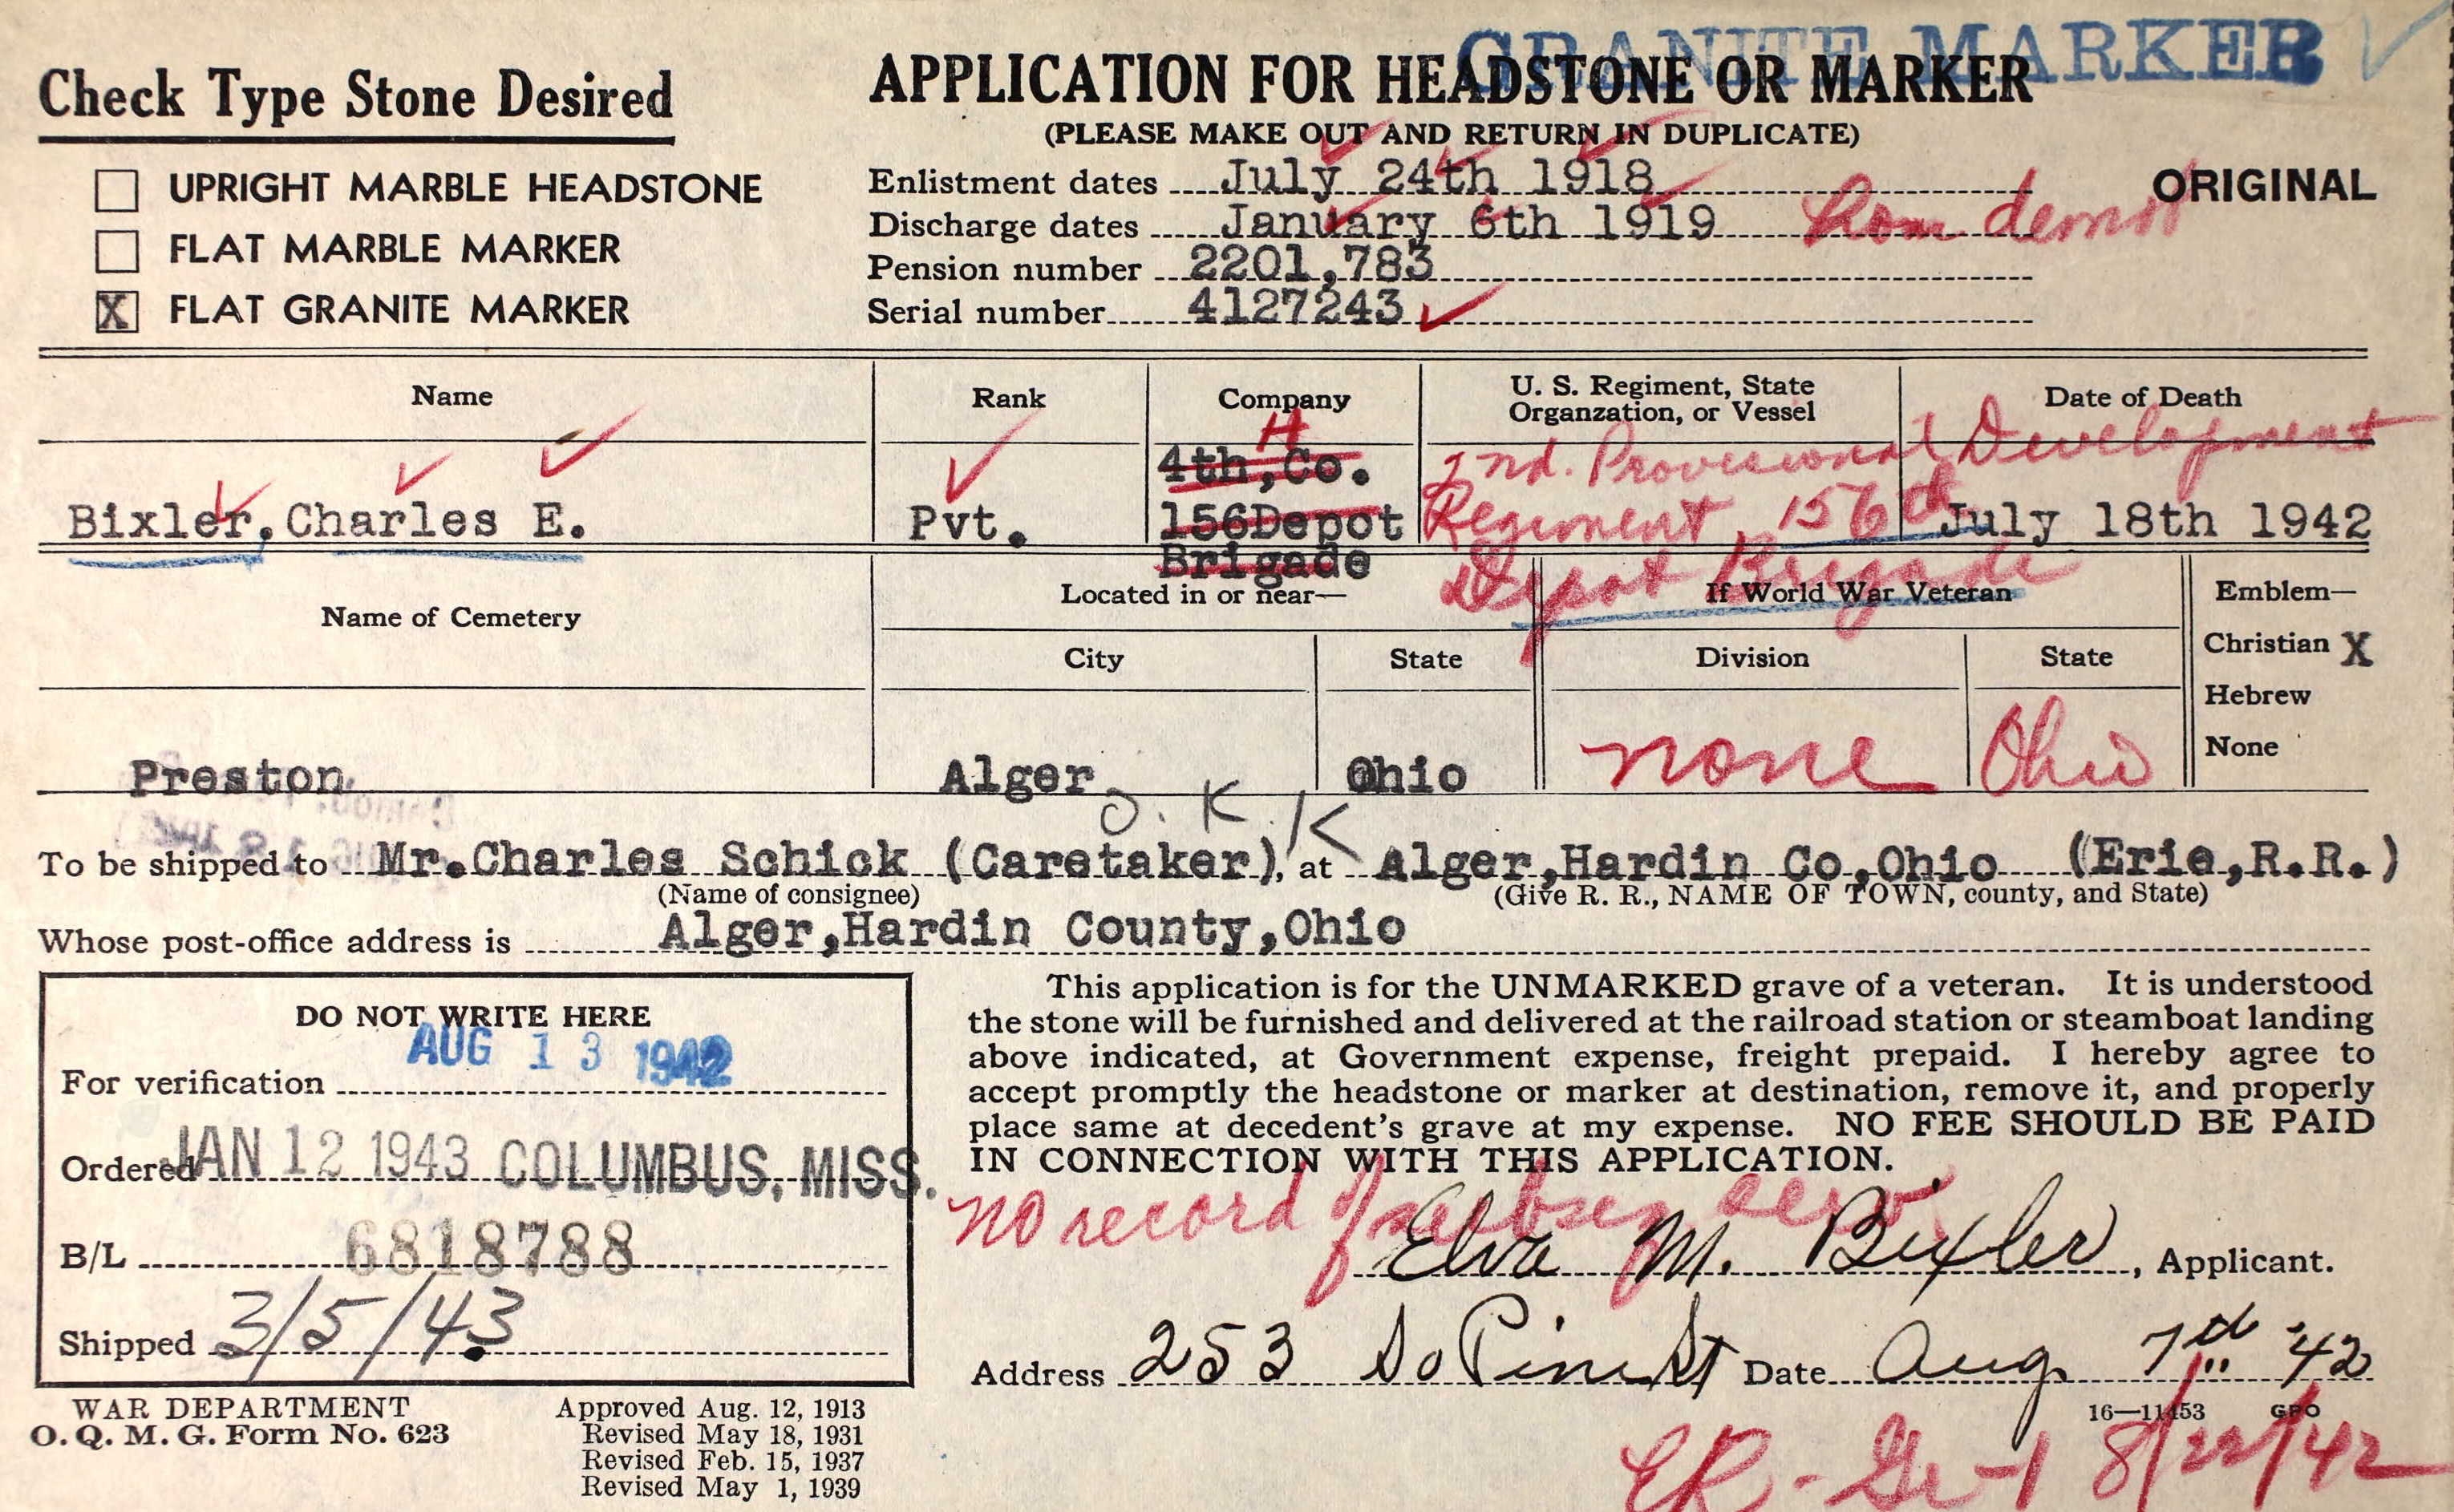 GRANITE MARKER
Check Type Stone Desired
APPLICATION FOR HEADSTONE OR MARKER
(PLEASE MAKE OUT AND RETURN IN DUPLICATE)
UPRIGHT MARBLE HEADSTONE
FLAT MARBLE MARKER
X FLAT GRANITE MARKER
ORIGINAL
Enlistment dates July 24th 1918
Discharge dates January 6th 1919 Hon demob
Pension number 2201,783
Serial number 4127243
Name
Rank
Company
U. S. Regiment, State
Organzation, or Vessel
Date of Death
Bixler, Charles E.
Pvt.
H
4th,Co.
156Depot
Brigade
2nd. Provisional Development
Regiment, 156th
Depot Brigade
July 18th 1942
Name of Cemetery
Located in or near—
City
State
If World War Veteran
Division
State
Emblem—
Christian X
Hebrew
None
Preston
Alger
Ohio
none
Ohio
O.K. K
To be shipped to Mr.Charles Schick (Caretaker), at Alger,Hardin Co,Ohio (Erie,R.R.)
(Name of consignee) (Give R. R., NAME OF TOWN, county, and State)
Whose post-office address is Alger,Hardin County,Ohio
DO NOT WRITE HERE
AUG 13 1942
For verification
Ordered JAN 12 1943 COLUMBUS, MISS.
B/L 6818788
Shipped 3/5/43
This application is for the UNMARKED grave of a veteran. It is understood
the stone will be furnished and delivered at the railroad station or steamboat landing
above indicated, at Government expense, freight prepaid. I hereby agree to
accept promptly the headstone or marker at destination, remove it, and properly
place same at decedent's grave at my expense. NO FEE SHOULD BE PAID
IN CONNECTION WITH THIS APPLICATION.
no record of
Elva M. Bixler, Applicant.
Address 253 So Pine St Date Aug. 7th '42
16—11453 GPO
WAR DEPARTMENT
O. Q. M. G. Form No. 623
Approved Aug. 12, 1913
Revised May 18, 1931
Revised Feb. 15, 1937
Revised May 1, 1939
8/22/42